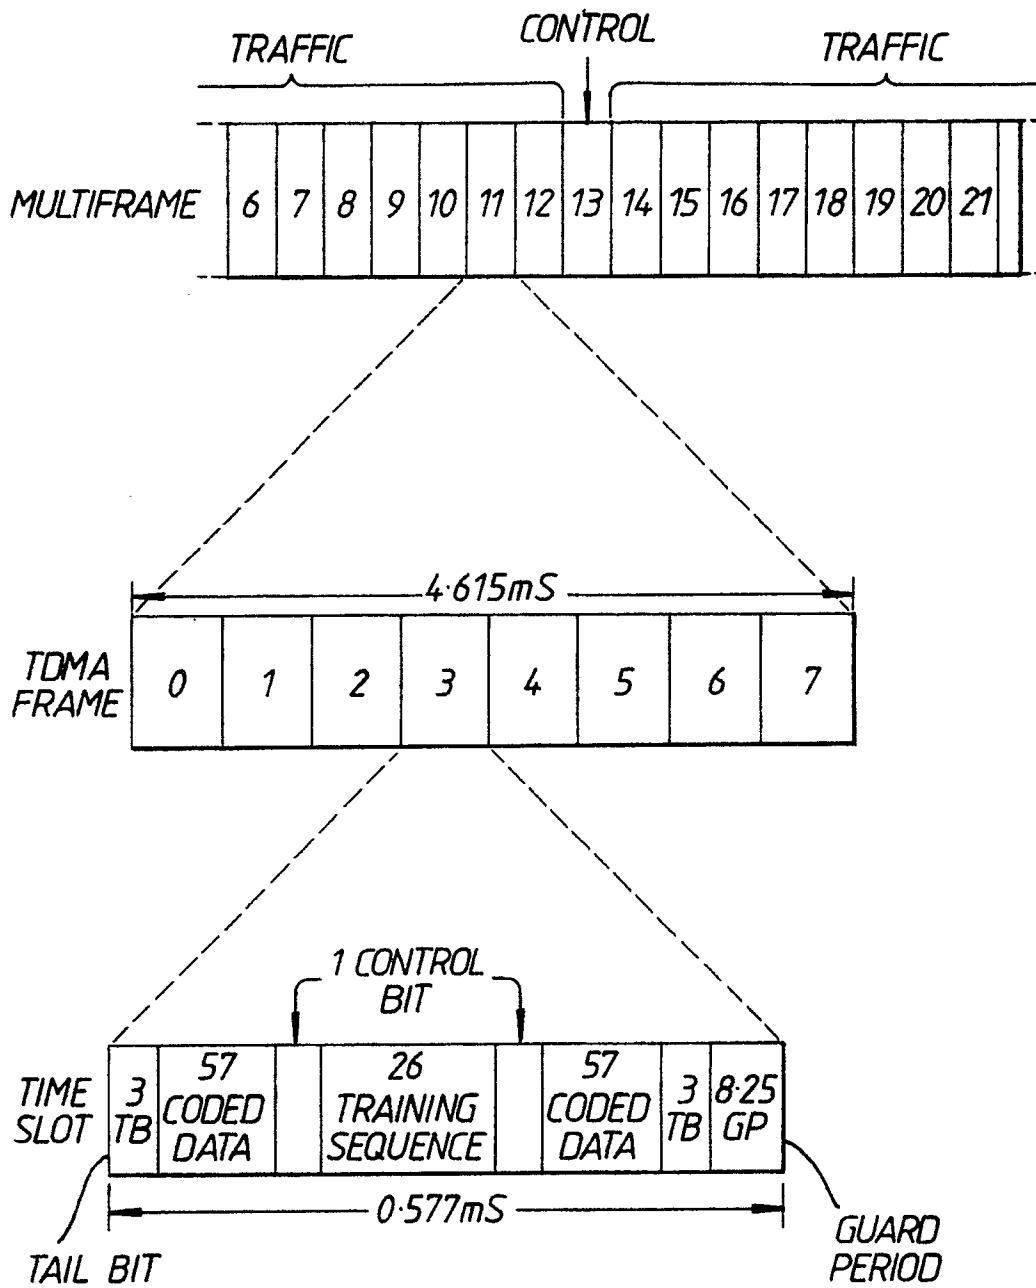 TRAFFIC
CONTROL
TRAFFIC
MULTIFRAME
6 7 8 9 10 11 12 13 14 15 16 17 18 19 20 21
4·615mS
TDMA
FRAME
0 1 2 3 4 5 6 7
1 CONTROL
BIT
TIME
SLOT
3
TB
57
CODED
DATA
26
TRAINING
SEQUENCE
57
CODED
DATA
3
TB
8·25
GP
0·577mS
TAIL BIT
GUARD
PERIOD